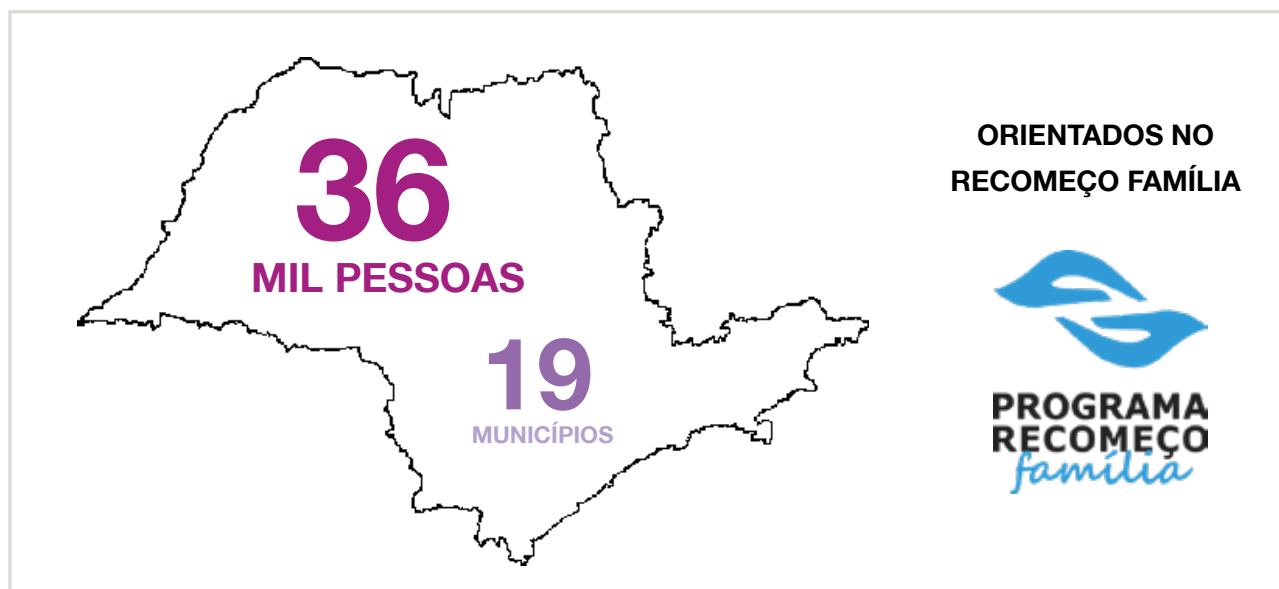 36
MIL PESSOAS
19
MUNICÍPIOS
ORIENTADOS NO
RECOMEÇO FAMÍLIA
PROGRAMA
RECOMEÇO
família